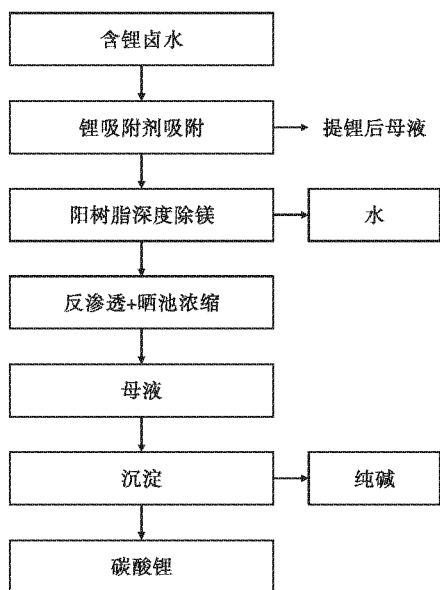 含锂卤水
锂吸附剂吸附
提锂后母液
阳树脂深度除镁
水
反渗透+晒池浓缩
母液
沉淀
纯碱
碳酸锂